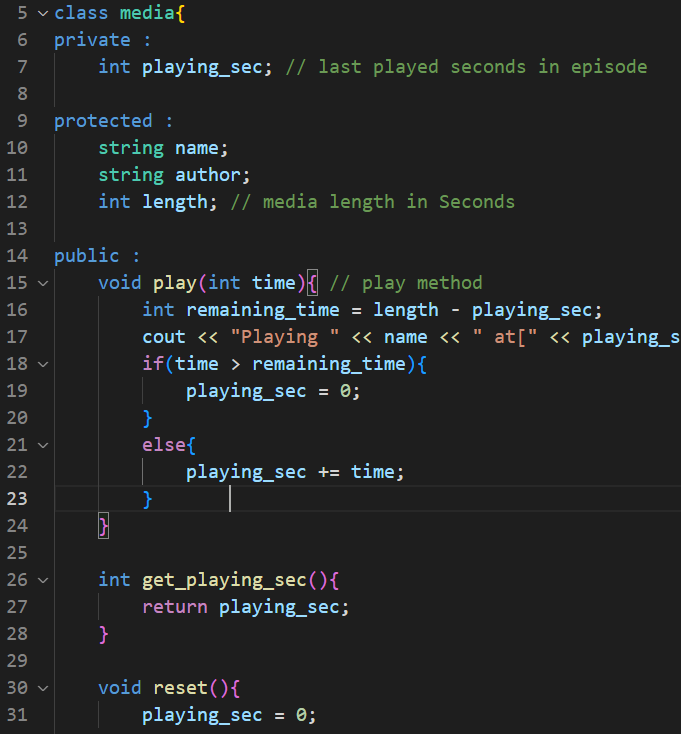 5 class media{
6 private :
7     int playing_sec; // last played seconds in episode
8
9 protected :
10     string name;
11     string author;
12     int length; // media length in Seconds
13
14 public :
15     void play(int time){ // play method
16         int remaining_time = length - playing_sec;
17         cout << "Playing " << name << " at[" << playing_s
18         if(time > remaining_time){
19             playing_sec = 0;
20         }
21         else{
22             playing_sec += time;
23         }
24     }
25
26     int get_playing_sec(){
27         return playing_sec;
28     }
29
30     void reset(){
31         playing_sec = 0;